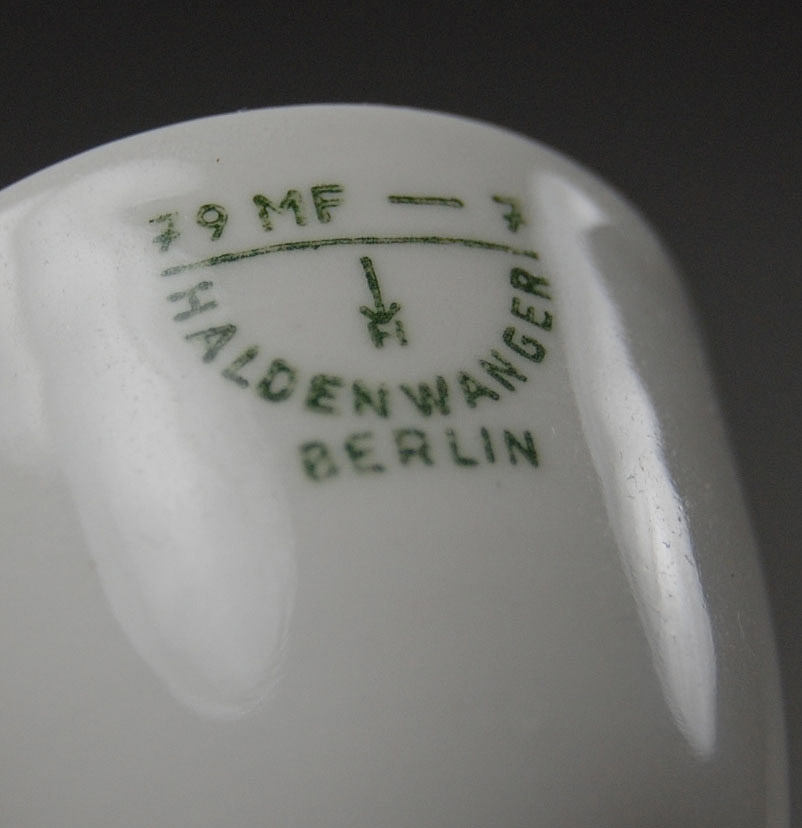 79 MF — 7
H
HALDENWANGER
BERLIN